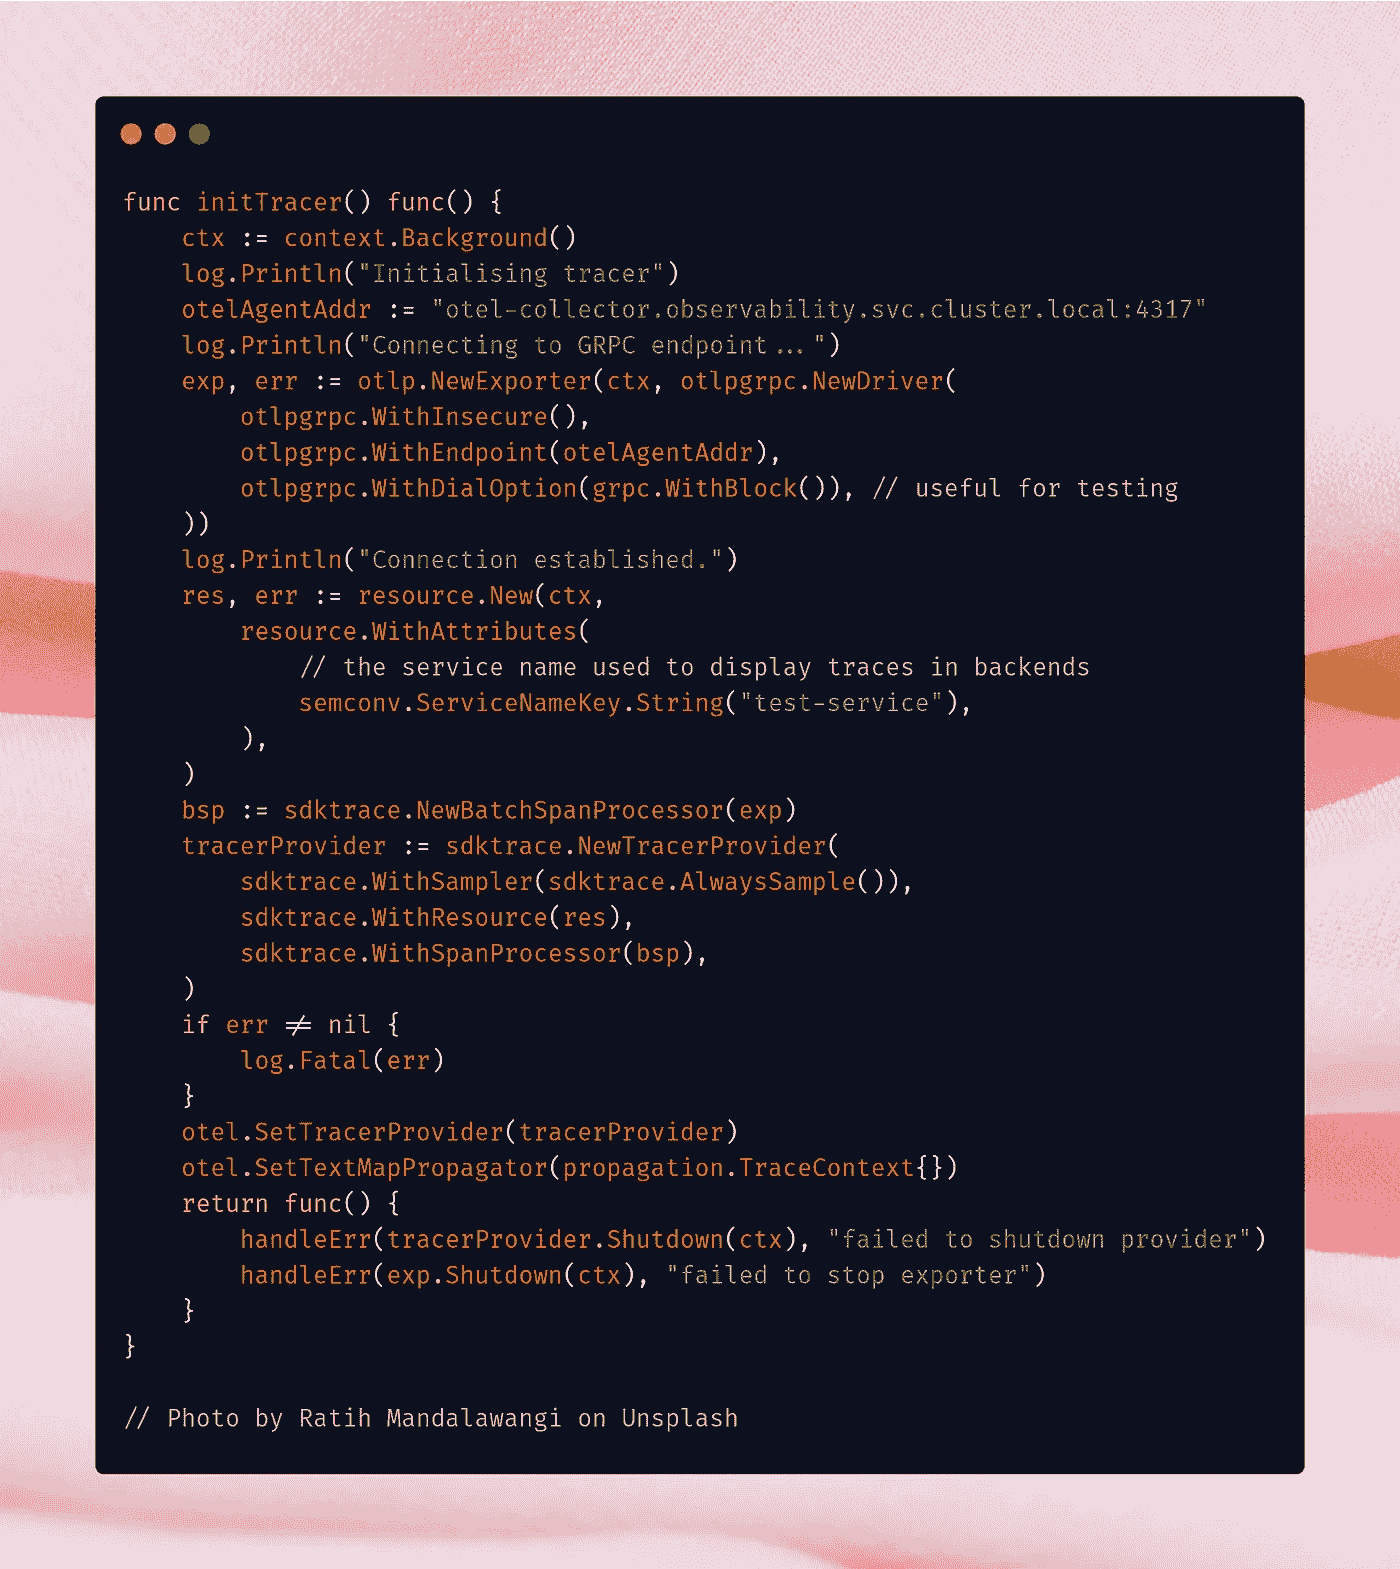 func initTracer() func() {
    ctx := context.Background()
    log.Println("Initialising tracer")
    otelAgentAddr := "otel-collector.observability.svc.cluster.local:4317"
    log.Println("Connecting to GRPC endpoint...")
    exp, err := otlp.NewExporter(ctx, otlpgrpc.NewDriver(
        otlpgrpc.WithInsecure(),
        otlpgrpc.WithEndpoint(otelAgentAddr),
        otlpgrpc.WithDialOption(grpc.WithBlock()), // useful for testing
    ))
    log.Println("Connection established.")
    res, err := resource.New(ctx,
        resource.WithAttributes(
            // the service name used to display traces in backends
            semconv.ServiceNameKey.String("test-service"),
        ),
    )
    bsp := sdktrace.NewBatchSpanProcessor(exp)
    tracerProvider := sdktrace.NewTracerProvider(
        sdktrace.WithSampler(sdktrace.AlwaysSample()),
        sdktrace.WithResource(res),
        sdktrace.WithSpanProcessor(bsp),
    )
    if err != nil {
        log.Fatal(err)
    }
    otel.SetTracerProvider(tracerProvider)
    otel.SetTextMapPropagator(propagation.TraceContext{})
    return func() {
        handleErr(tracerProvider.Shutdown(ctx), "failed to shutdown provider")
        handleErr(exp.Shutdown(ctx), "failed to stop exporter")
    }
}
// Photo by Ratih Mandalawangi on Unsplash